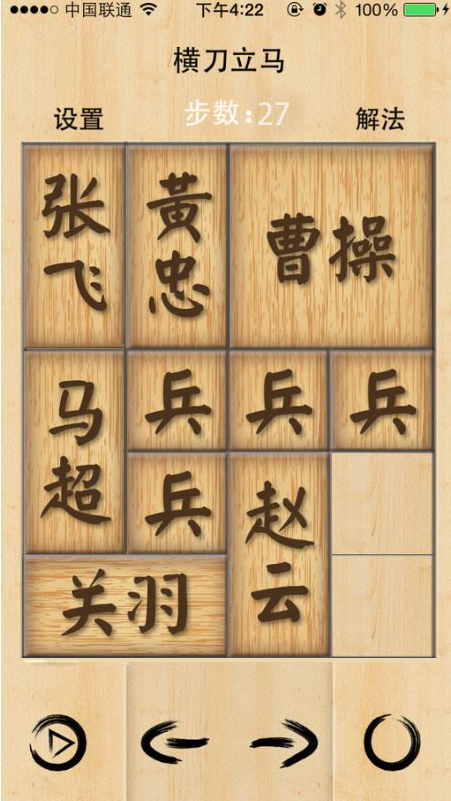 中国联通 下午4:22 100%
横刀立马
设置 步数:27 解法
张飞 黄忠 曹操
马超 兵 兵 兵
兵 赵云
关羽